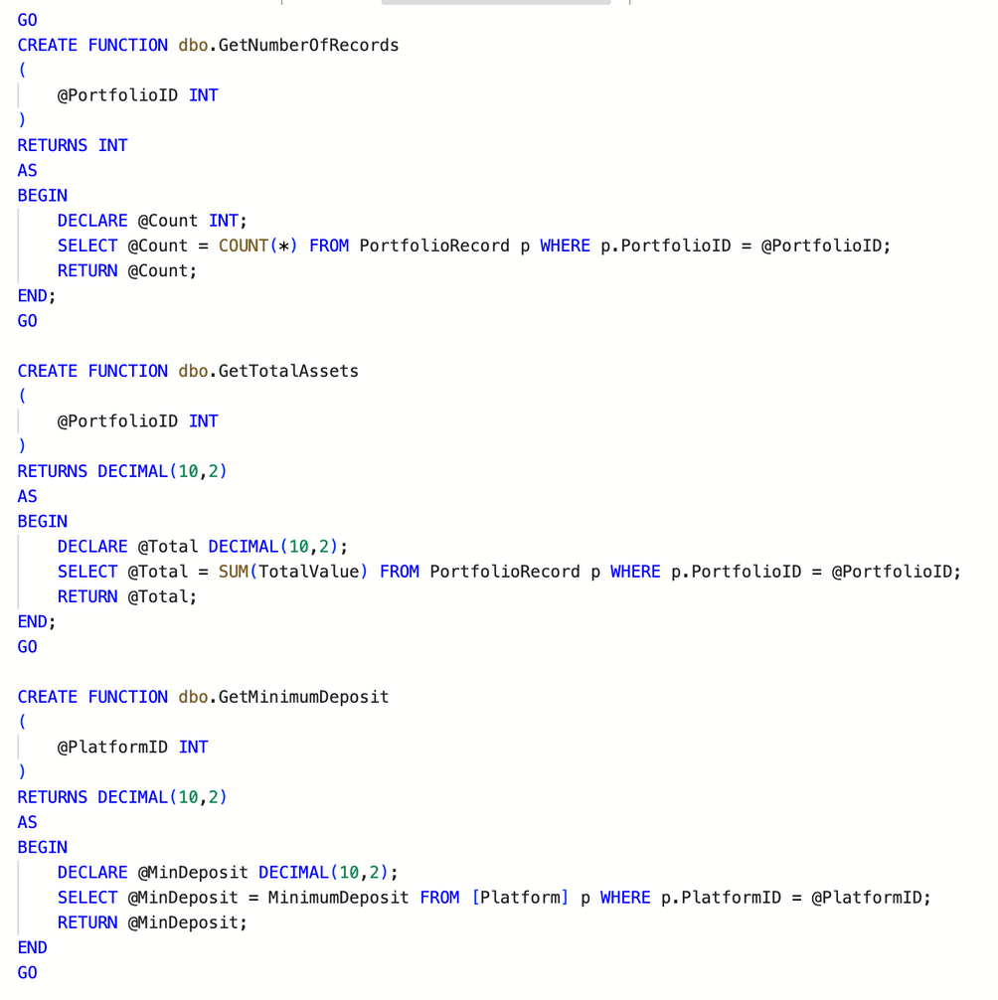 GO
CREATE FUNCTION dbo.GetNumberOfRecords
(
    @PortfolioID INT
)
RETURNS INT
AS
BEGIN
    DECLARE @Count INT;
    SELECT @Count = COUNT(*) FROM PortfolioRecord p WHERE p.PortfolioID = @PortfolioID;
    RETURN @Count;
END;
GO

CREATE FUNCTION dbo.GetTotalAssets
(
    @PortfolioID INT
)
RETURNS DECIMAL(10,2)
AS
BEGIN
    DECLARE @Total DECIMAL(10,2);
    SELECT @Total = SUM(TotalValue) FROM PortfolioRecord p WHERE p.PortfolioID = @PortfolioID;
    RETURN @Total;
END;
GO

CREATE FUNCTION dbo.GetMinimumDeposit
(
    @PlatformID INT
)
RETURNS DECIMAL(10,2)
AS
BEGIN
    DECLARE @MinDeposit DECIMAL(10,2);
    SELECT @MinDeposit = MinimumDeposit FROM [Platform] p WHERE p.PlatformID = @PlatformID;
    RETURN @MinDeposit;
END
GO